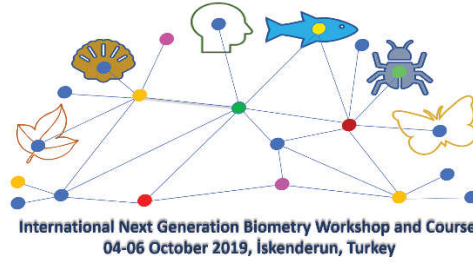 International Next Generation Biometry Workshop and Course
04-06 October 2019, İskenderun, Turkey